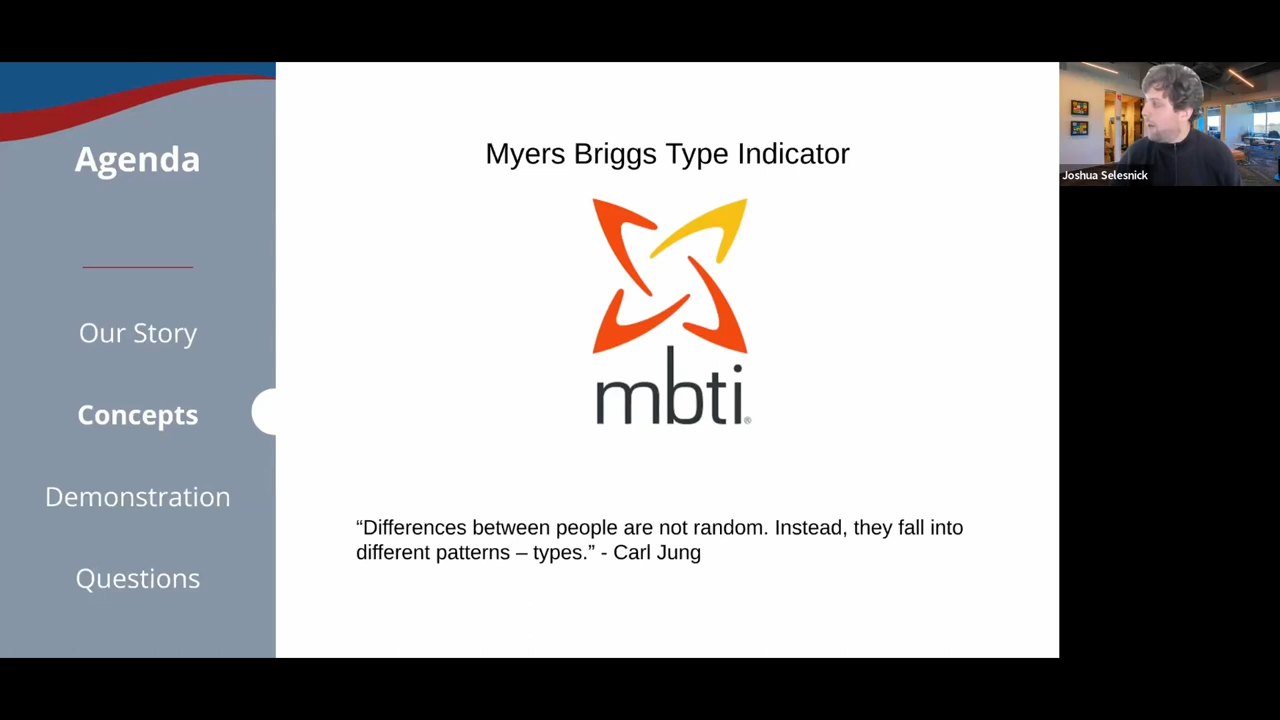 Agenda
Our Story
Concepts
Demonstration
Questions
Myers Briggs Type Indicator
mbti®
“Differences between people are not random. Instead, they fall into
different patterns – types.” - Carl Jung
Joshua Selesnick